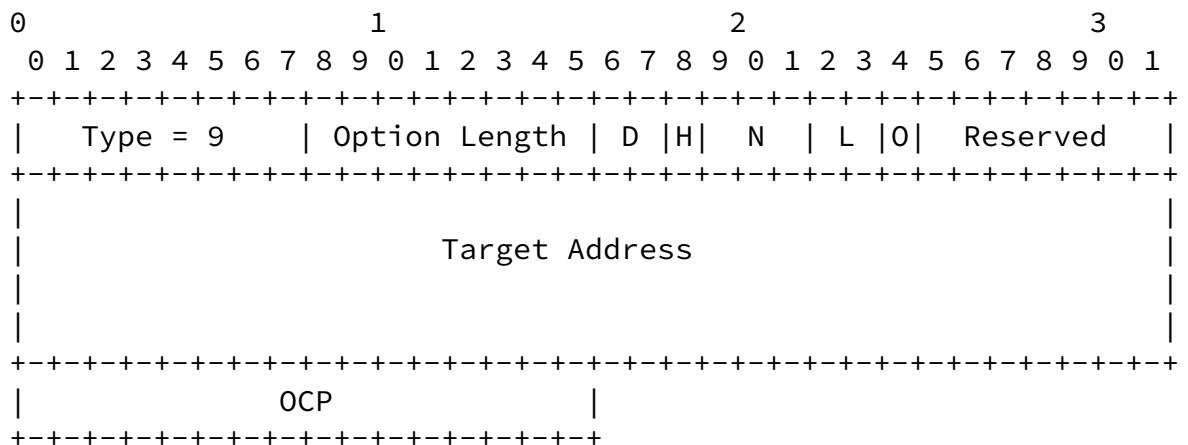 0                   1                   2                   3
 0 1 2 3 4 5 6 7 8 9 0 1 2 3 4 5 6 7 8 9 0 1 2 3 4 5 6 7 8 9 0 1
+-+-+-+-+-+-+-+-+-+-+-+-+-+-+-+-+-+-+-+-+-+-+-+-+-+-+-+-+-+-+-+-+
|   Type = 9    | Option Length | D |H|  N  | L |O|  Reserved   |
+-+-+-+-+-+-+-+-+-+-+-+-+-+-+-+-+-+-+-+-+-+-+-+-+-+-+-+-+-+-+-+-+
|                                                               |
|                       Target Address                          |
|                                                               |
|                                                               |
+-+-+-+-+-+-+-+-+-+-+-+-+-+-+-+-+-+-+-+-+-+-+-+-+-+-+-+-+-+-+-+-+
|              OCP              |
+-+-+-+-+-+-+-+-+-+-+-+-+-+-+-+-+